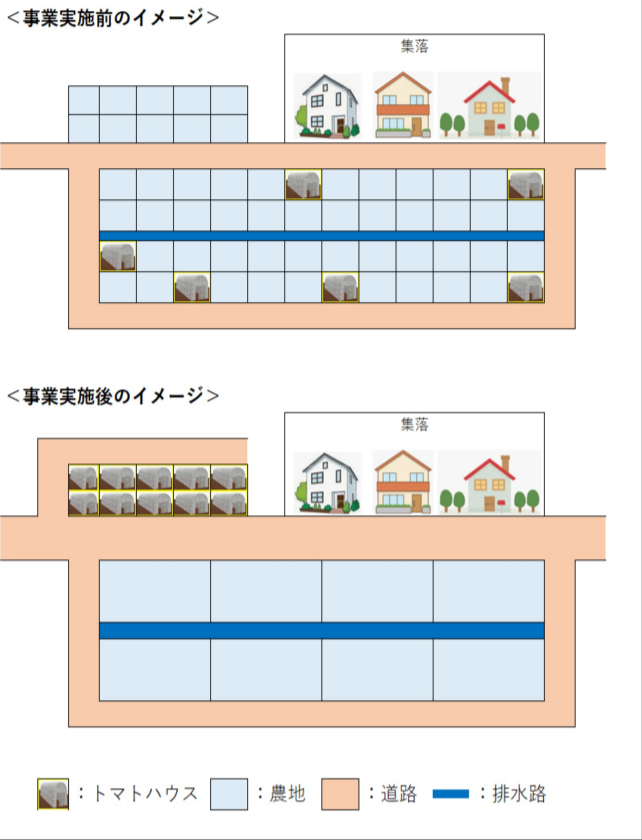 ＜事業実施前のイメージ＞
集落
＜事業実施後のイメージ＞
集落
：トマトハウス　：農地　：道路　：排水路